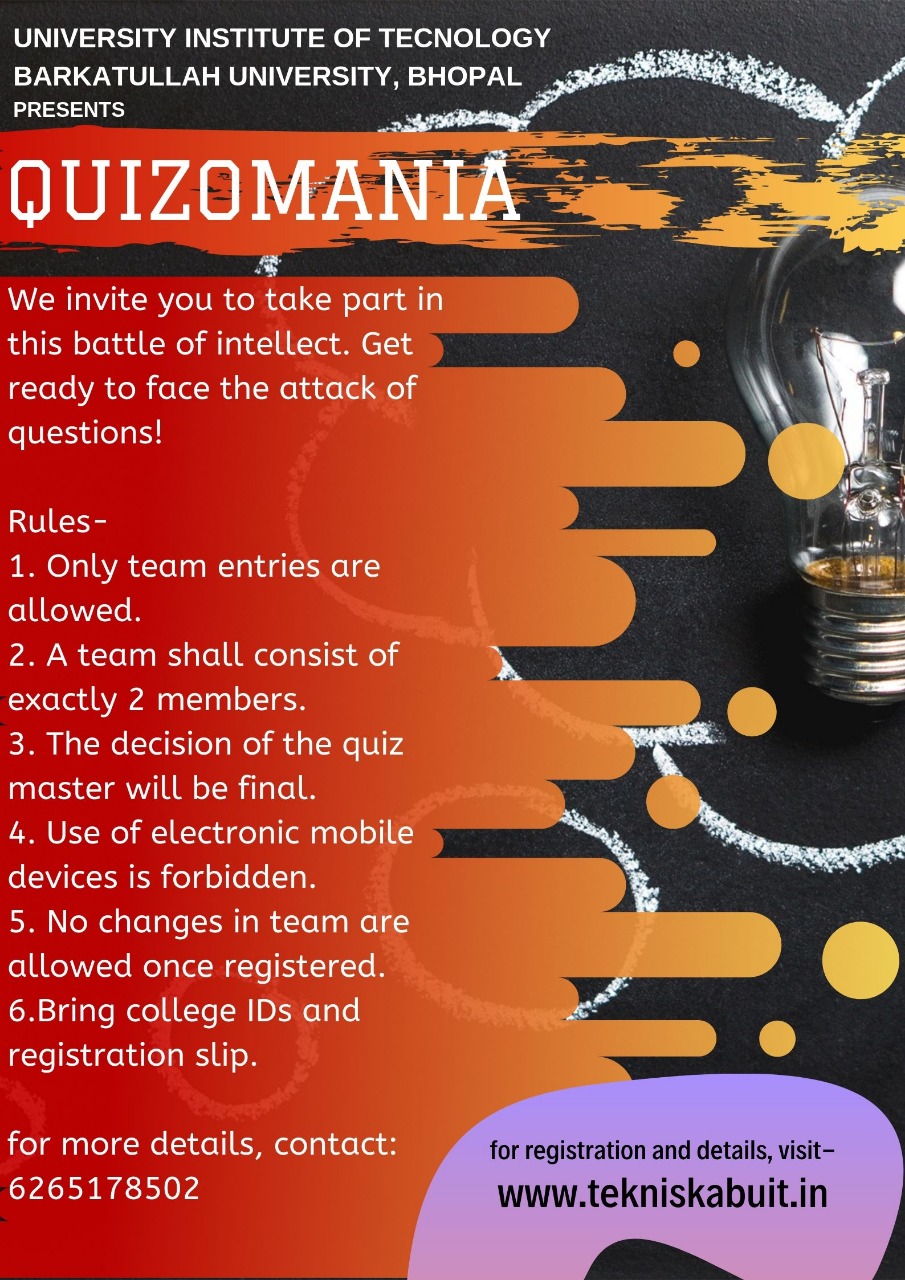 UNIVERSITY INSTITUTE OF TECNOLOGY
BARKATULLAH UNIVERSITY, BHOPAL
PRESENTS
QUIZOMANIA
We invite you to take part in
this battle of intellect. Get
ready to face the attack of
questions!
Rules-
1. Only team entries are
allowed.
2. A team shall consist of
exactly 2 members.
3. The decision of the quiz
master will be final.
4. Use of electronic mobile
devices is forbidden.
5. No changes in team are
allowed once registered.
6.Bring college IDs and
registration slip.
for more details, contact:
6265178502
for registration and details, visit-
www.tekniskabuit.in